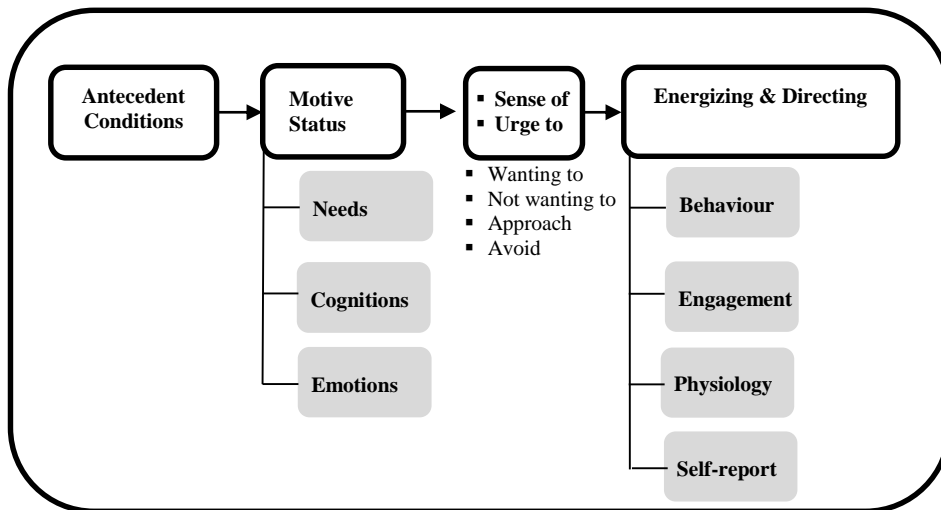 Antecedent
Conditions
Motive
Status
▪ Sense of
▪ Urge to
Energizing & Directing
Needs
Cognitions
Emotions
▪ Wanting to
▪ Not wanting to
▪ Approach
▪ Avoid
Behaviour
Engagement
Physiology
Self-report